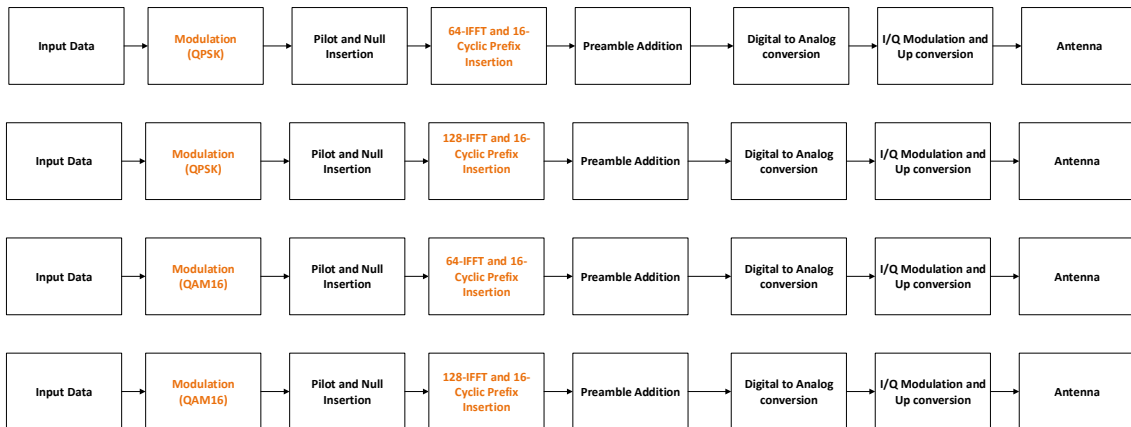 Input Data
Modulation
(QPSK)
Pilot and Null
Insertion
64-IFFT and 16-
Cyclic Prefix
Insertion
Preamble Addition
Digital to Analog
conversion
I/Q Modulation and
Up conversion
Antenna
Input Data
Modulation
(QPSK)
Pilot and Null
Insertion
128-IFFT and 16-
Cyclic Prefix
Insertion
Preamble Addition
Digital to Analog
conversion
I/Q Modulation and
Up conversion
Antenna
Input Data
Modulation
(QAM16)
Pilot and Null
Insertion
64-IFFT and 16-
Cyclic Prefix
Insertion
Preamble Addition
Digital to Analog
conversion
I/Q Modulation and
Up conversion
Antenna
Input Data
Modulation
(QAM16)
Pilot and Null
Insertion
128-IFFT and 16-
Cyclic Prefix
Insertion
Preamble Addition
Digital to Analog
conversion
I/Q Modulation and
Up conversion
Antenna